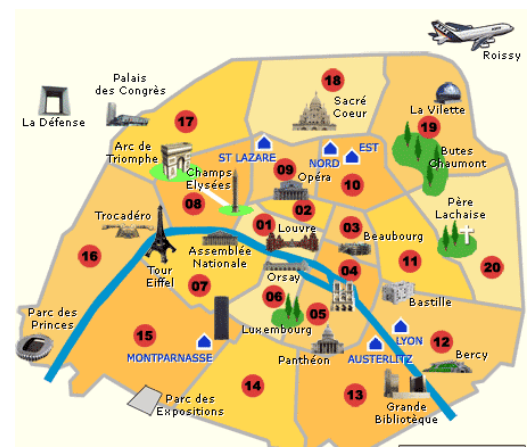 Roissy
18
Palais
des Congrès
Sacré
Coeur
La Vilette
La Défense
17
19
Arc de
Triomphe
ST LAZARE
NORD
EST
Butes
Chaumont
Champs
Elysées
09
Opéra
10
08
02
Père
Lachaise
Trocadéro
01
Louvre
03
Beaubourg
16
Assemblée
Nationale
11
20
Tour
Eiffel
Orsay
04
07
06
05
Bastille
Parc des
Princes
15
Luxembourg
LYON
12
MONTPARNASSE
Panthéon
AUSTERLITZ
Bercy
14
13
Parc des
Expositions
Grande
Bibliotèque